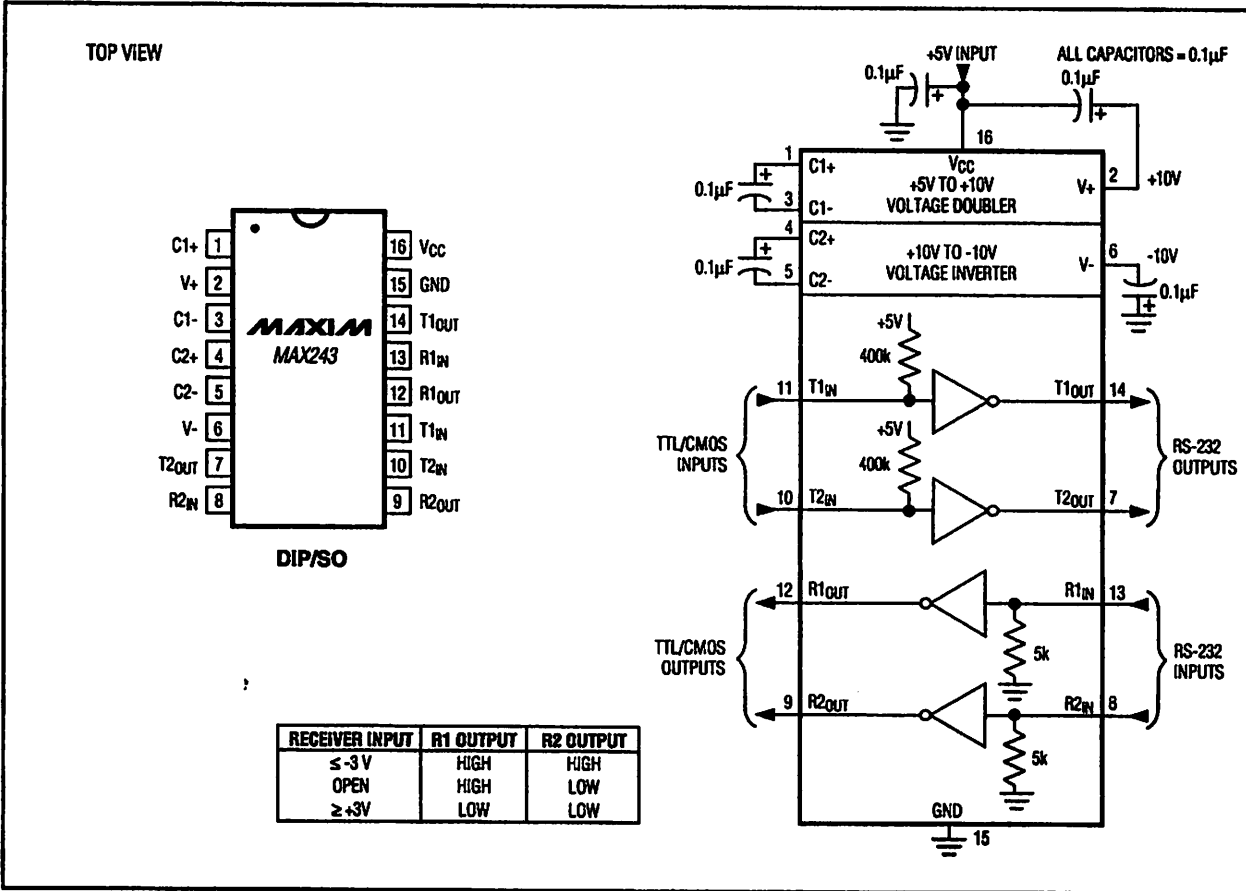 TOP VIEW
C1+ 1
V+ 2
C1- 3
C2+ 4
C2- 5
V- 6
T2OUT 7
R2IN 8
MAXIM
MAX243
16 VCC
15 GND
14 T1OUT
13 R1IN
12 R1OUT
11 T1IN
10 T2IN
9 R2OUT
DIP/SO
RECEIVER INPUT R1 OUTPUT R2 OUTPUT
≤ -3 V HIGH HIGH
OPEN HIGH LOW
≥ +3V LOW LOW
+5V INPUT
ALL CAPACITORS = 0.1µF
0.1µF
+
0.1µF
+
16
VCC
+5V TO +10V
VOLTAGE DOUBLER
1
C1+
+
0.1µF
3
C1-
V+
2
+10V
4
C2+
+
0.1µF
5
C2-
+10V TO -10V
VOLTAGE INVERTER
V-
6
-10V
0.1µF
+
+5V
400k
11
T1IN
T1OUT
14
TTL/CMOS
INPUTS
+5V
400k
RS-232
OUTPUTS
10
T2IN
T2OUT
7
12
R1OUT
R1IN
13
5k
TTL/CMOS
OUTPUTS
RS-232
INPUTS
9
R2OUT
R2IN
8
5k
GND
15